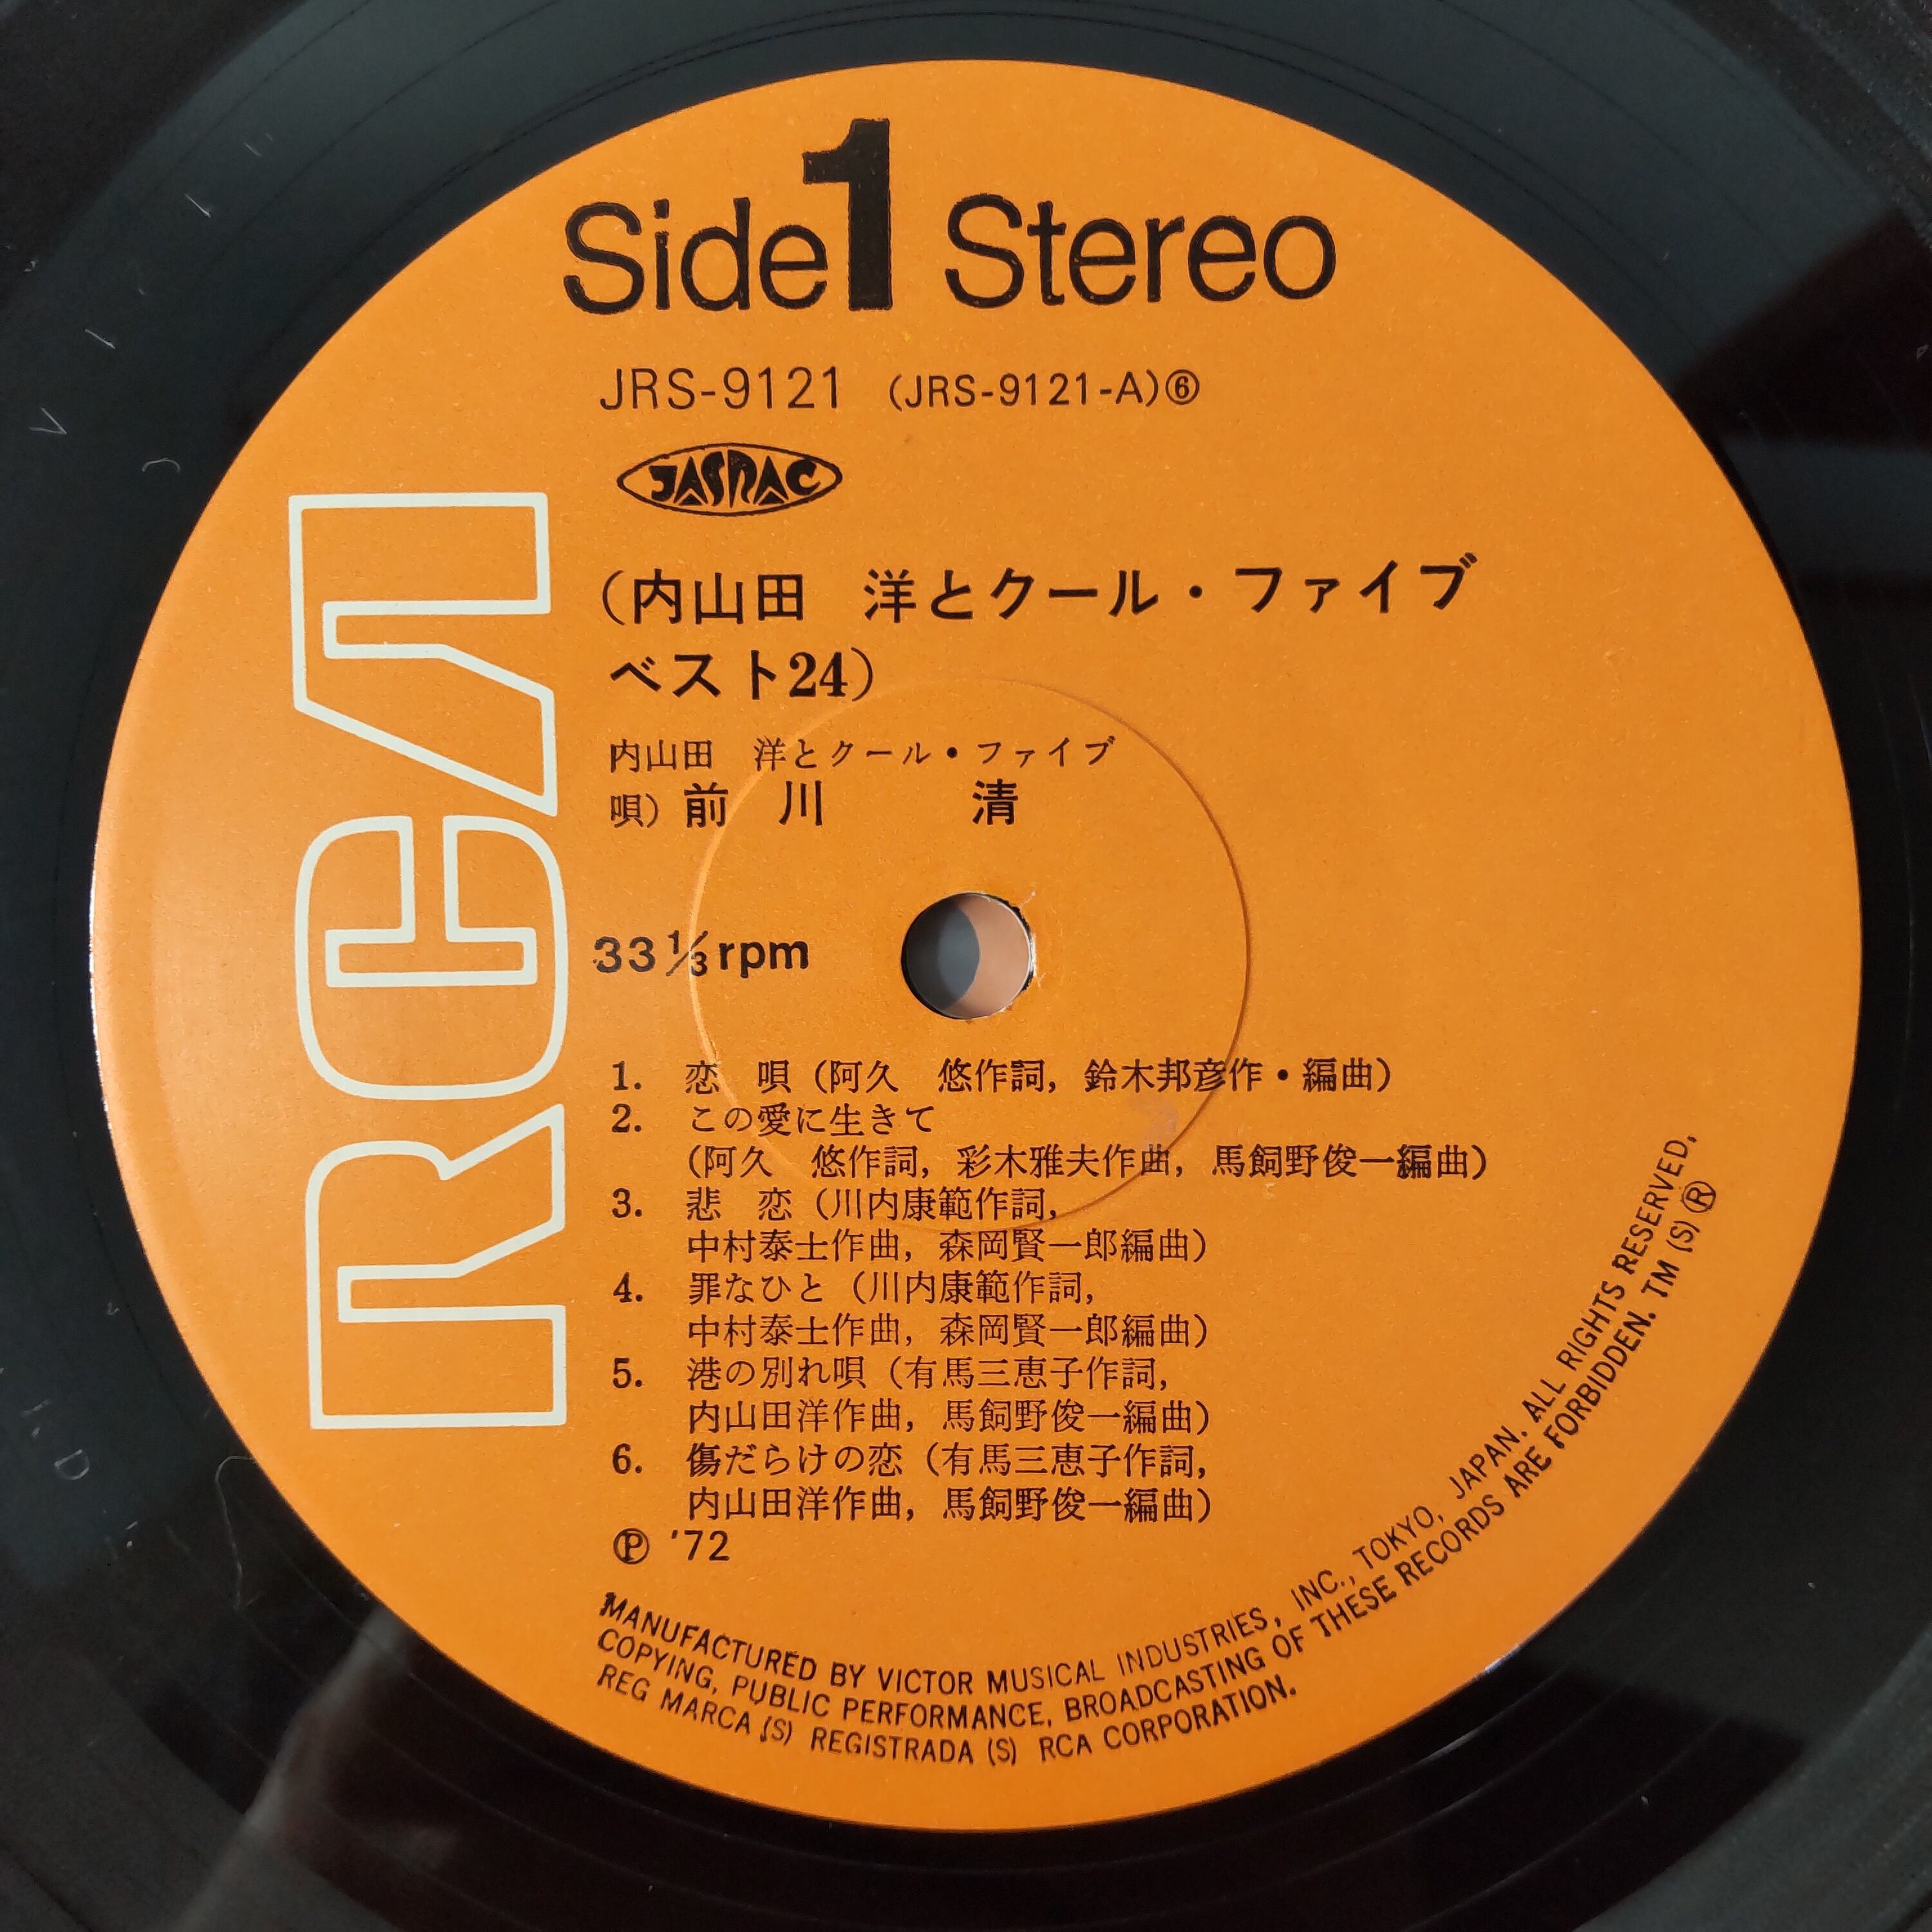 Side 1 Stereo
JRS-9121 (JRS-9121-A)⑥
JASRAC
RCA
(内山田 洋とクール・ファイブ
ベスト24)
内山田 洋とクール・ファイブ
唄) 前 川 清
33⅓rpm
1. 恋 唄 (阿久 悠作詞, 鈴木邦彦作・編曲)
2. この愛に生きて
(阿久 悠作詞, 彩木雅夫作曲, 馬飼野俊一編曲)
3. 悲 恋 (川内康範作詞,
中村泰士作曲, 森岡賢一郎編曲)
4. 罪なひと (川内康範作詞,
中村泰士作曲, 森岡賢一郎編曲)
5. 港の別れ唄 (有馬三恵子作詞,
内山田洋作曲, 馬飼野俊一編曲)
6. 傷だらけの恋 (有馬三恵子作詞,
内山田洋作曲, 馬飼野俊一編曲)
Ⓟ '72
MANUFACTURED BY VICTOR MUSICAL INDUSTRIES, INC., TOKYO, JAPAN. ALL RIGHTS RESERVED,
COPYING, PUBLIC PERFORMANCE, BROADCASTING OF THESE RECORDS ARE FORBIDDEN. TM (S) ®
REG MARCA (S) REGISTRADA (S) RCA CORPORATION.